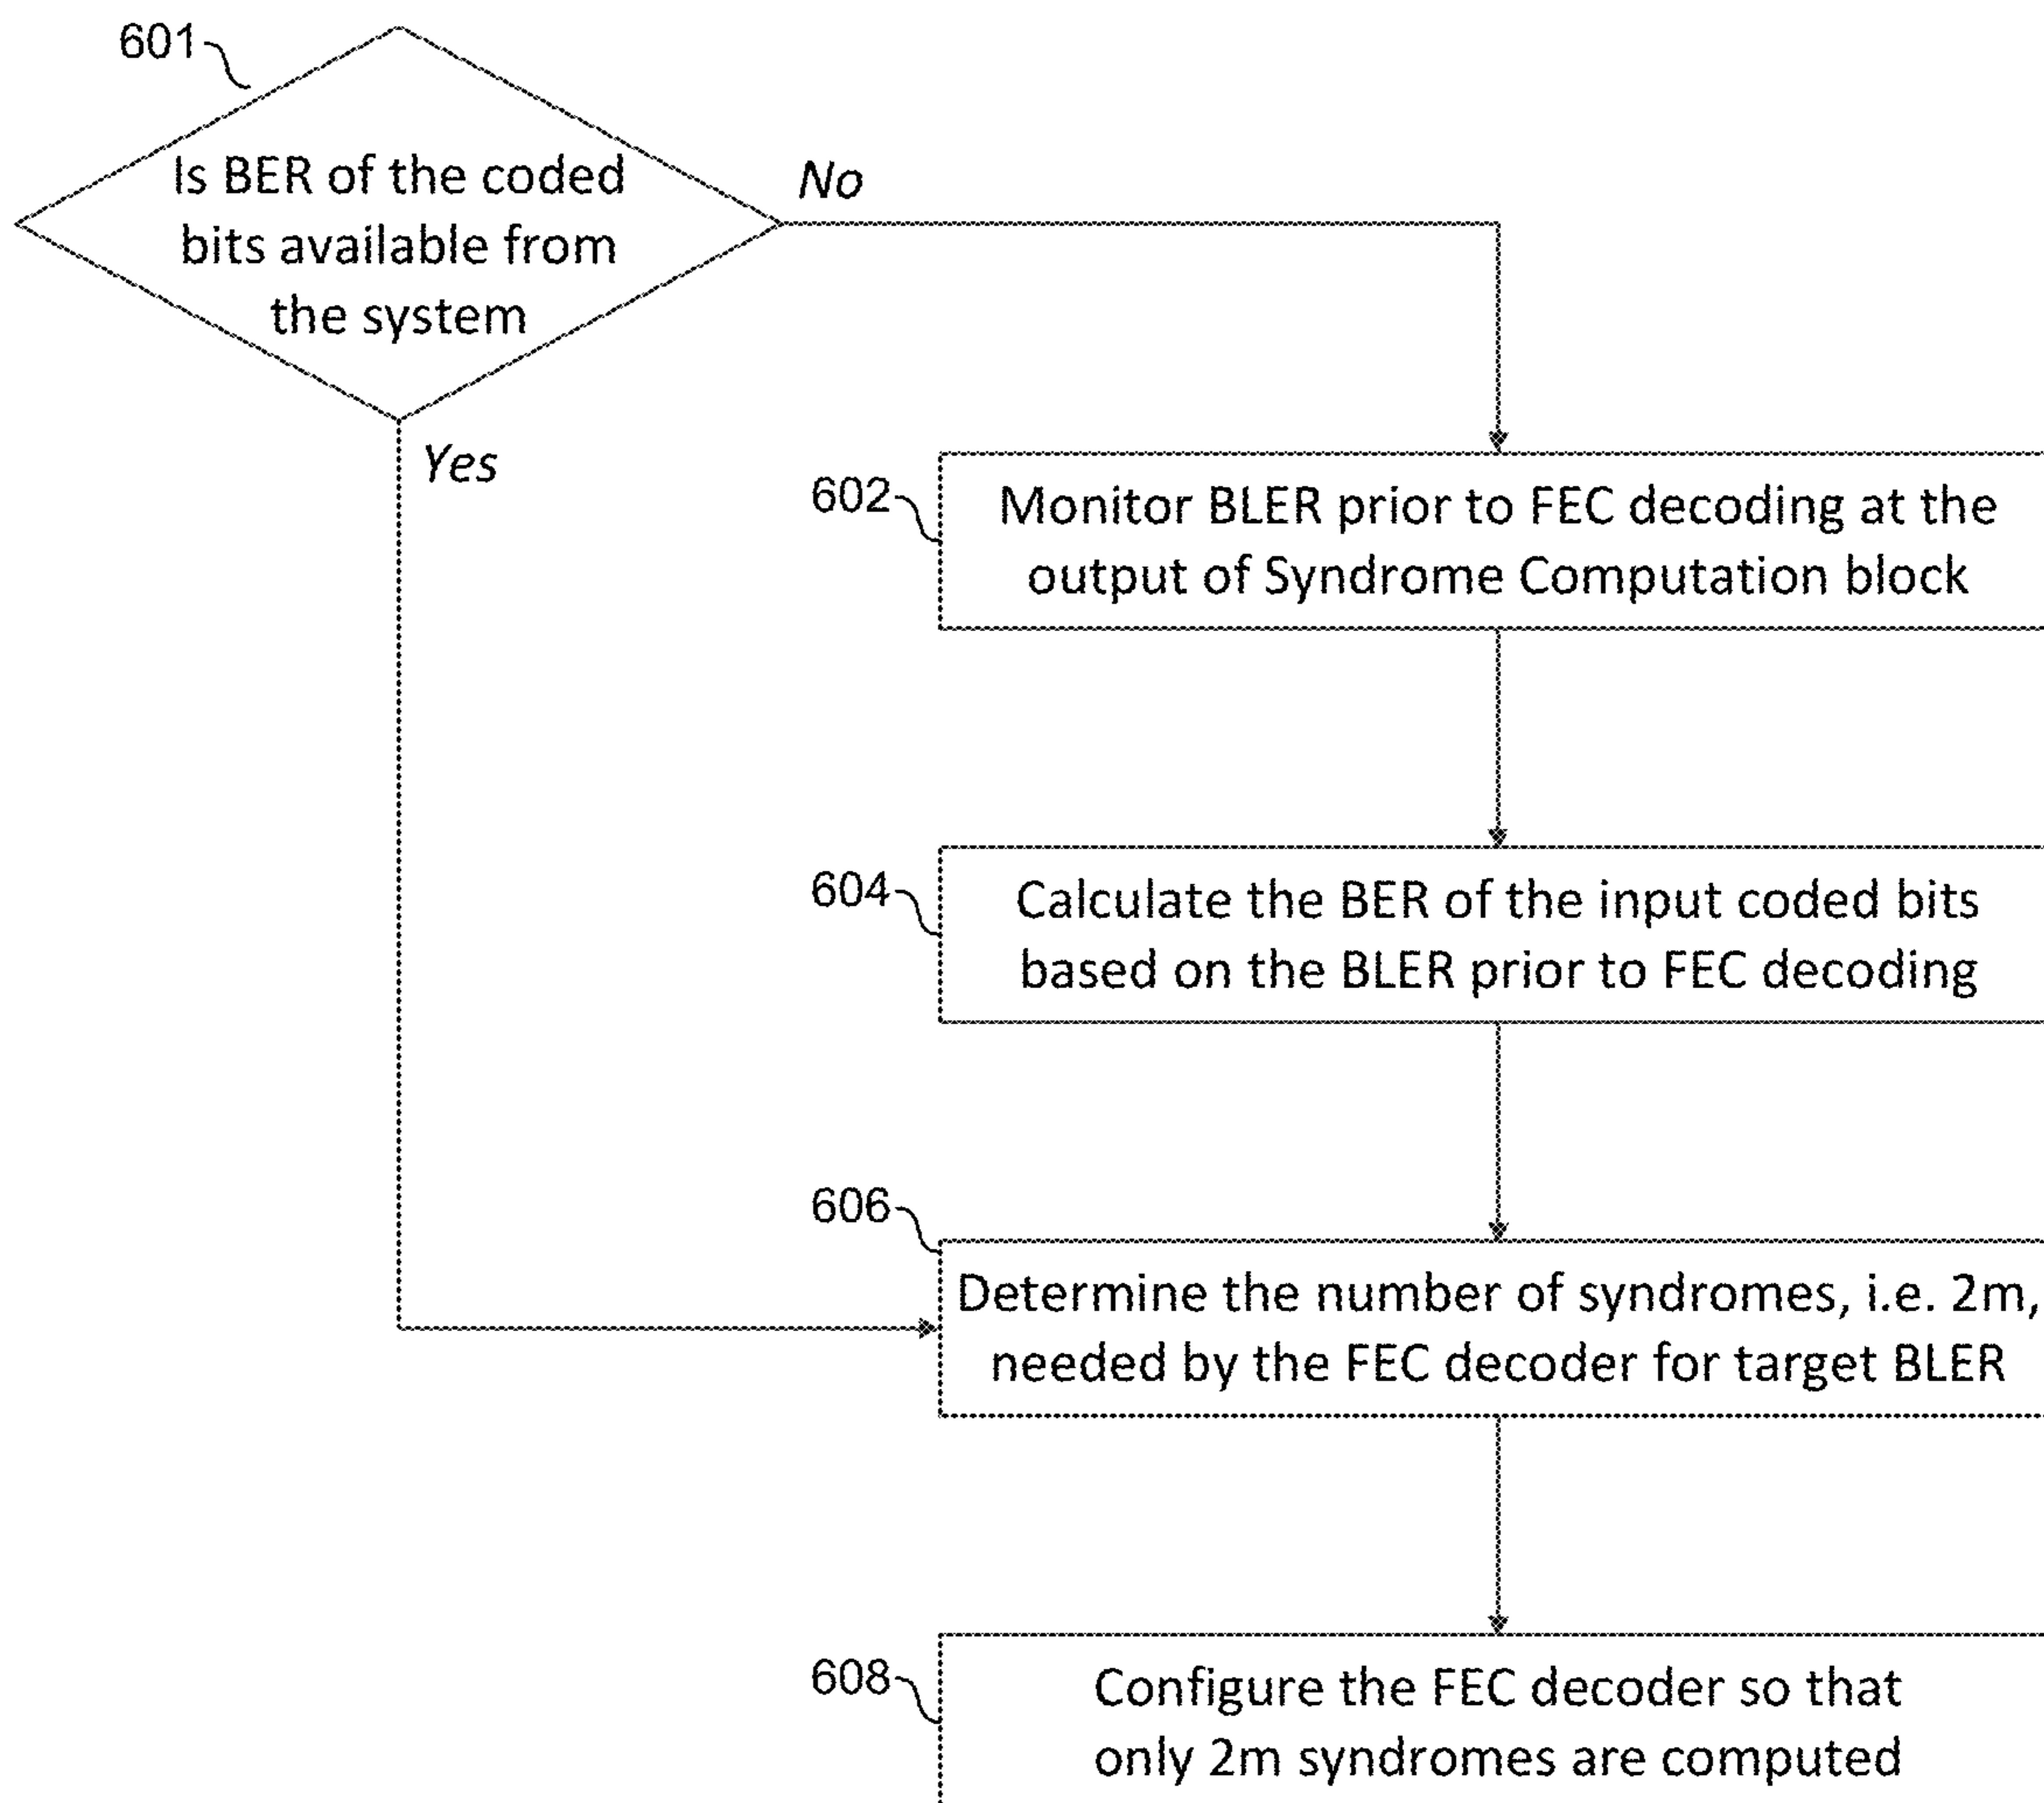 601
Is BER of the coded
bits available from
the system
No
Yes
602
Monitor BLER prior to FEC decoding at the
output of Syndrome Computation block
604
Calculate the BER of the input coded bits
based on the BLER prior to FEC decoding
606
Determine the number of syndromes, i.e. 2m,
needed by the FEC decoder for target BLER
608
Configure the FEC decoder so that
only 2m syndromes are computed